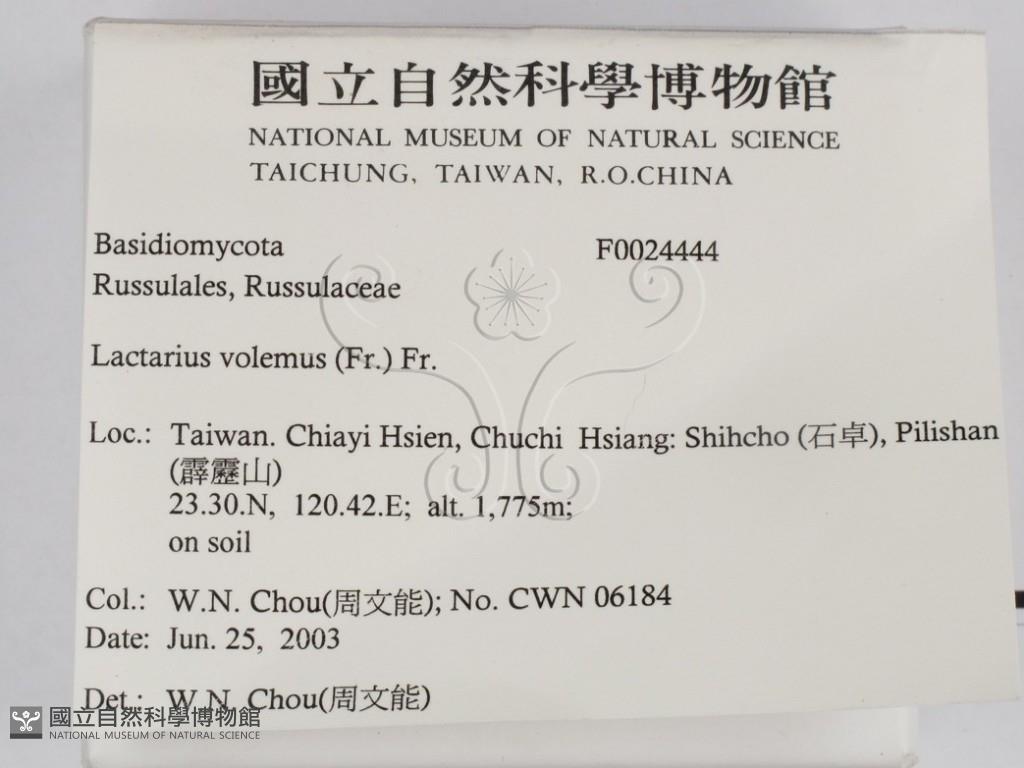 國立自然科學博物館
NATIONAL MUSEUM OF NATURAL SCIENCE
TAICHUNG, TAIWAN, R.O.CHINA
Basidiomycota F0024444
Russulales, Russulaceae
Lactarius volemus (Fr.) Fr.
Loc.: Taiwan. Chiayi Hsien, Chuchi Hsiang: Shihcho (石卓), Pilishan
(霹靂山)
23.30.N, 120.42.E; alt. 1,775m;
on soil
Col.: W.N. Chou(周文能); No. CWN 06184
Date: Jun. 25, 2003
Det.: W.N. Chou(周文能)
國立自然科學博物館
NATIONAL MUSEUM OF NATURAL SCIENCE